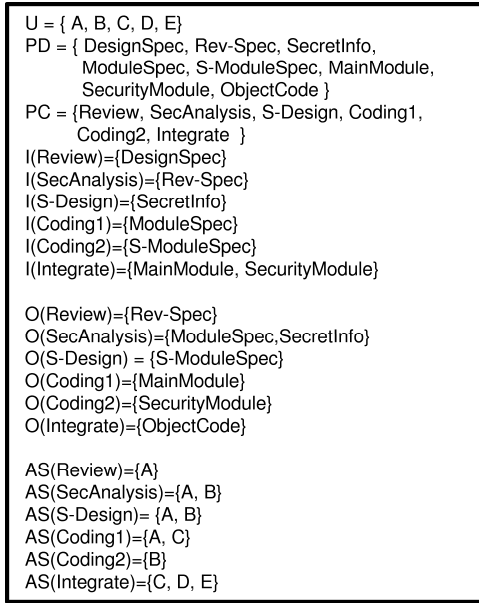 U = { A, B, C, D, E}
PD = { DesignSpec, Rev-Spec, SecretInfo,
ModuleSpec, S-ModuleSpec, MainModule,
SecurityModule, ObjectCode }
PC = {Review, SecAnalysis, S-Design, Coding1,
Coding2, Integrate }
I(Review)={DesignSpec}
I(SecAnalysis)={Rev-Spec}
I(S-Design)={SecretInfo}
I(Coding1)={ModuleSpec}
I(Coding2)={S-ModuleSpec}
I(Integrate)={MainModule, SecurityModule}
O(Review)={Rev-Spec}
O(SecAnalysis)={ModuleSpec,SecretInfo}
O(S-Design) = {S-ModuleSpec}
O(Coding1)={MainModule}
O(Coding2)={SecurityModule}
O(Integrate)={ObjectCode}
AS(Review)={A}
AS(SecAnalysis)={A, B}
AS(S-Design)= {A, B}
AS(Coding1)={A, C}
AS(Coding2)={B}
AS(Integrate)={C, D, E}